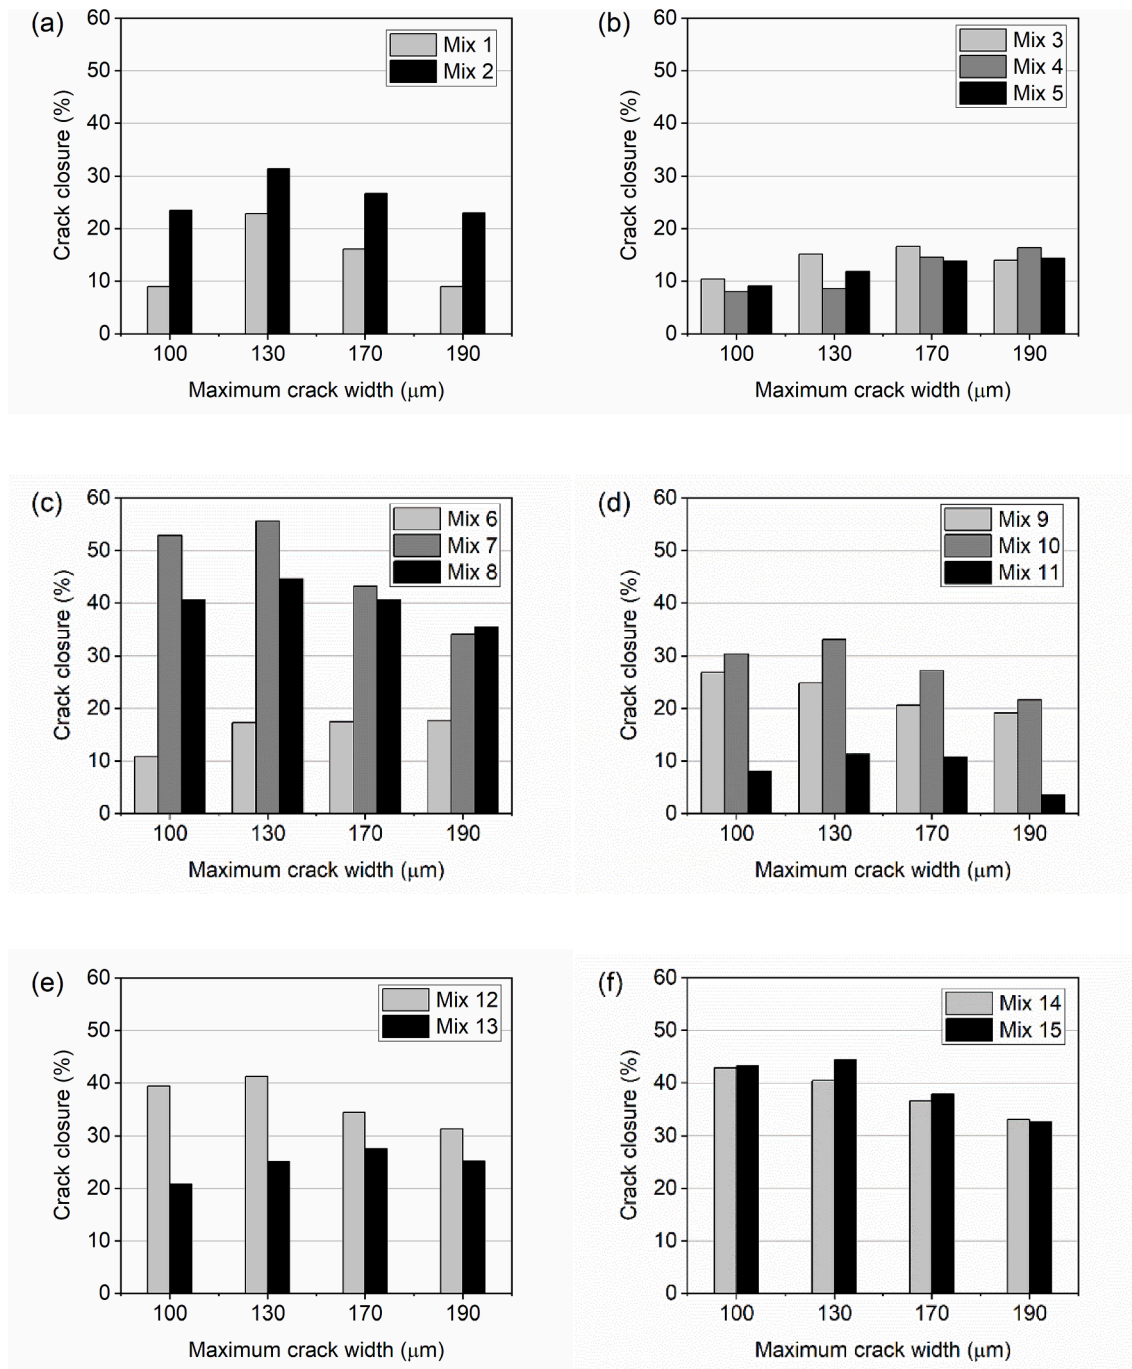 (a)
60
50
40
30
20
10
0
Crack closure (%)
Mix 1
Mix 2
100 130 170 190
Maximum crack width (μm)
(b)
60
50
40
30
20
10
0
Crack closure (%)
Mix 3
Mix 4
Mix 5
100 130 170 190
Maximum crack width (μm)
(c)
60
50
40
30
20
10
0
Crack closure (%)
Mix 6
Mix 7
Mix 8
100 130 170 190
Maximum crack width (μm)
(d)
60
50
40
30
20
10
0
Crack closure (%)
Mix 9
Mix 10
Mix 11
100 130 170 190
Maximum crack width (μm)
(e)
60
50
40
30
20
10
0
Crack closure (%)
Mix 12
Mix 13
100 130 170 190
Maximum crack width (μm)
(f)
60
50
40
30
20
10
0
Crack closure (%)
Mix 14
Mix 15
100 130 170 190
Maximum crack width (μm)